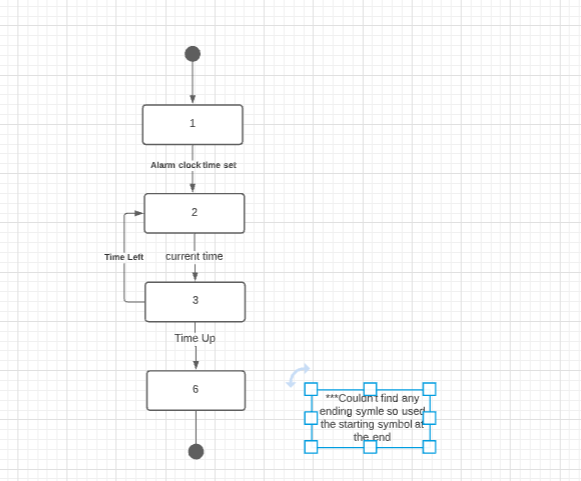 1
Alarm clock time set
2
Time Left
current time
3
Time Up
6
***Couldn't find any
ending symle so used
the starting symbol at
the end